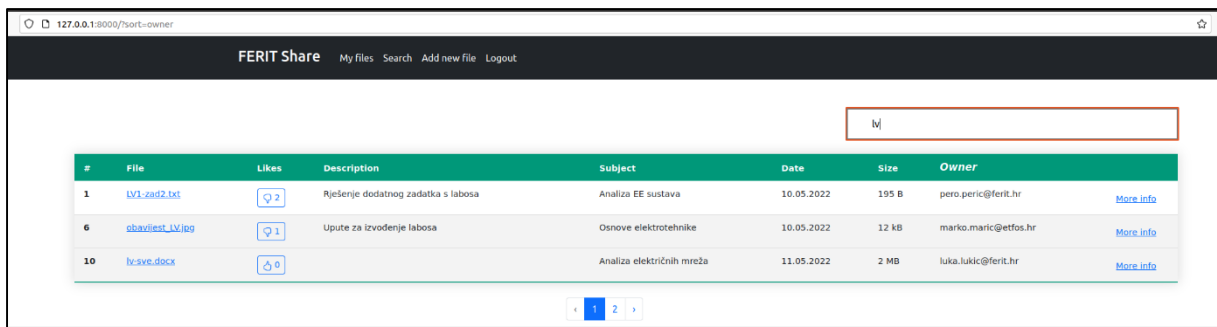 127.0.0.1:8000/?sort=owner
FERIT Share My files Search Add new file Logout
lv
# File Likes Description Subject Date Size Owner
1 LV1-zad2.txt 2 Rješenje dodatnog zadatka s labosa Analiza EE sustava 10.05.2022 195 B pero.peric@ferit.hr More info
6 obavijest_LV.jpg 1 Upute za izvođenje labosa Osnove elektrotehnike 10.05.2022 12 kB marko.maric@etfos.hr More info
10 lv-sve.docx 0 Analiza električnih mreža 11.05.2022 2 MB luka.lukic@ferit.hr More info
‹ 1 2 ›